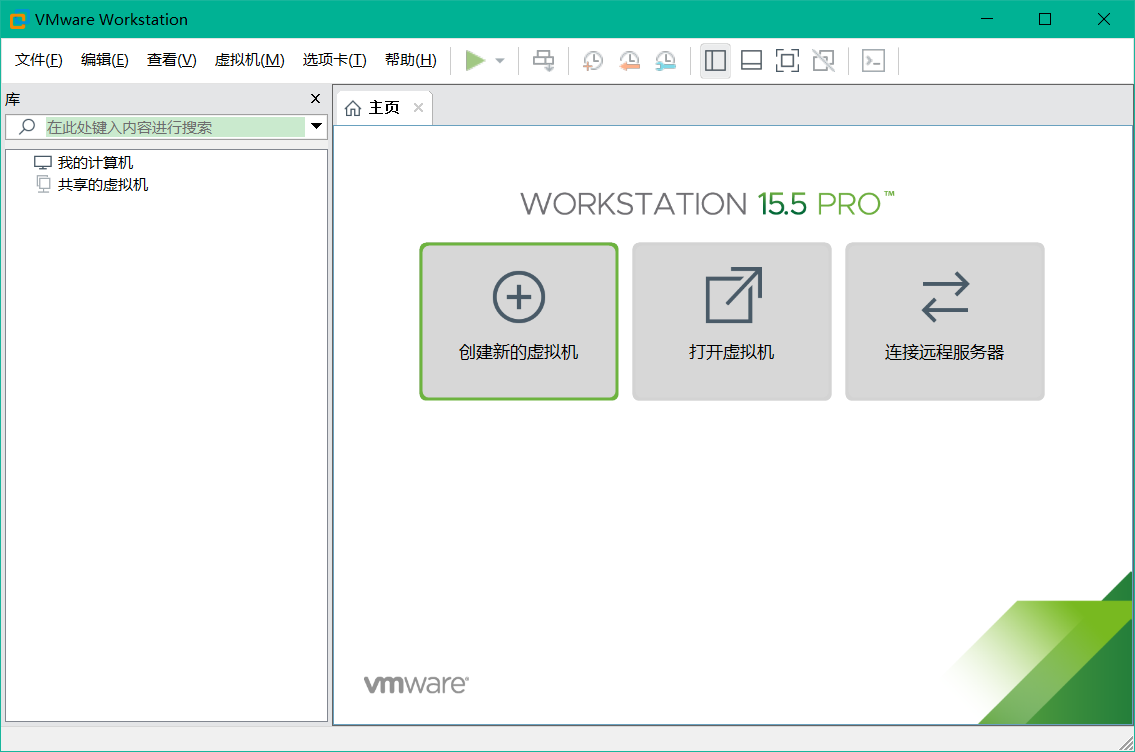 VMware Workstation
文件(F) 编辑(E) 查看(V) 虚拟机(M) 选项卡(T) 帮助(H)
库
主页
在此处键入内容进行搜索
我的计算机
共享的虚拟机
WORKSTATION 15.5 PRO™
创建新的虚拟机
打开虚拟机
连接远程服务器
vmware®